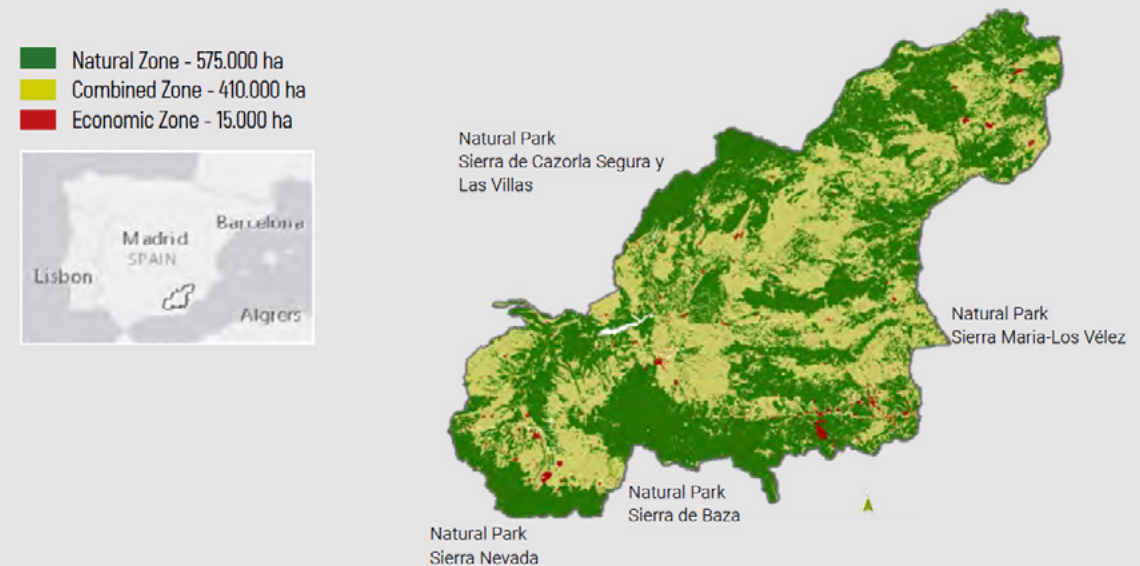 Natural Zone - 575.000 ha
Combined Zone - 410.000 ha
Economic Zone - 15.000 ha
Natural Park
Sierra de Cazorla Segura y
Las Villas
Barcelona
Madrid
SPAIN
Lisbon
Algrers
Natural Park
Sierra Maria-Los Vélez
Natural Park
Sierra de Baza
Natural Park
Sierra Nevada